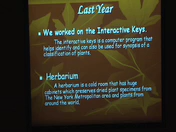 Last Year
We worked on the Interactive Keys.
The interactive keys is a computer program that
helps identify and can also be used for synopsis of a
classification of plants.
Herbarium
A herbarium is a cold room that has huge
cabinets which preserves dried plant specimens from
The New York Metropolitan area and plants from
around the world.